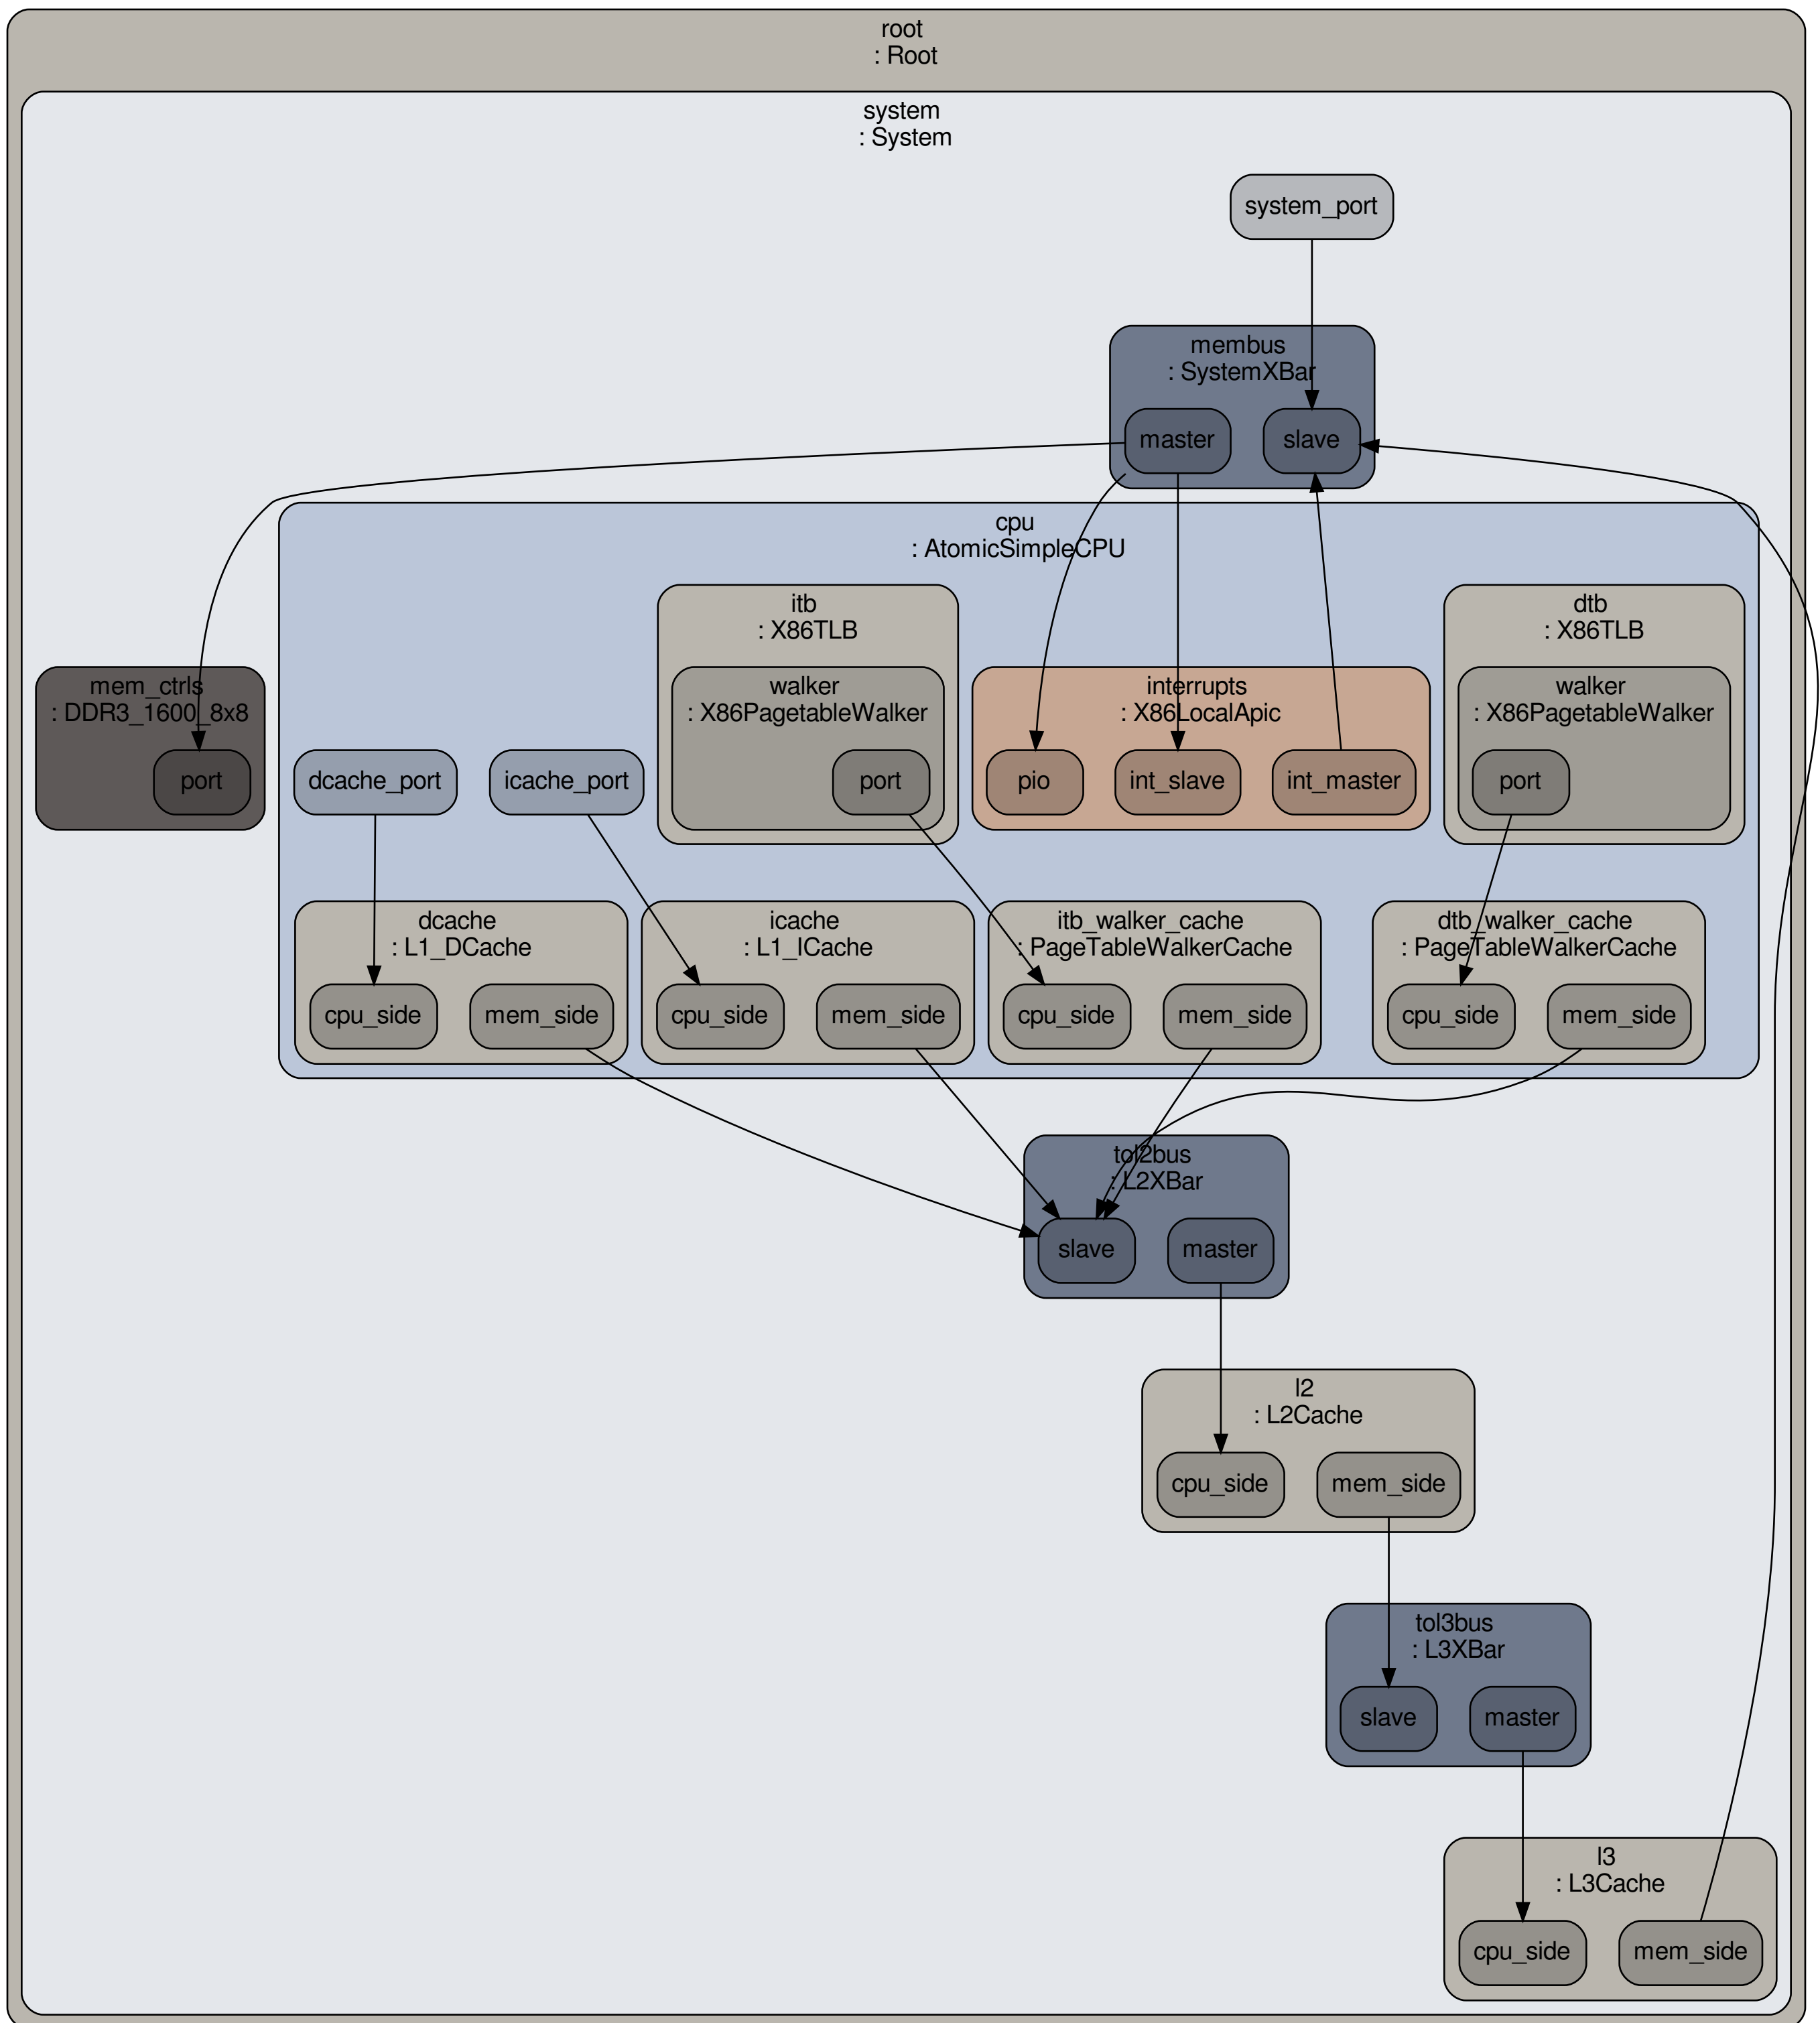 root
: Root
system
: System
system_port
membus
: SystemXBar
master
slave
cpu
: AtomicSimpleCPU
itb
: X86TLB
dtb
: X86TLB
mem_ctrls
: DDR3_1600_8x8
port
walker
: X86PagetableWalker
port
interrupts
: X86LocalApic
pio
int_slave
int_master
walker
: X86PagetableWalker
port
dcache_port
icache_port
dcache
: L1_DCache
cpu_side
mem_side
icache
: L1_ICache
cpu_side
mem_side
itb_walker_cache
: PageTableWalkerCache
cpu_side
mem_side
dtb_walker_cache
: PageTableWalkerCache
cpu_side
mem_side
tol2bus
: L2XBar
slave
master
l2
: L2Cache
cpu_side
mem_side
tol3bus
: L3XBar
slave
master
l3
: L3Cache
cpu_side
mem_side